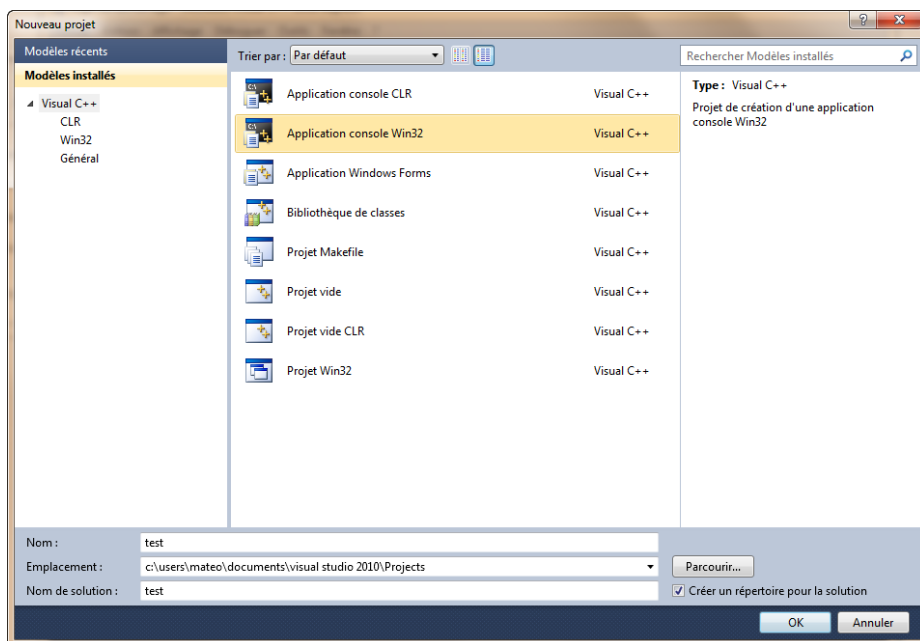 Nouveau projet
Modèles récents
Modèles installés
Visual C++
CLR
Win32
Général
Trier par : Par défaut
Application console CLR Visual C++
Application console Win32 Visual C++
Application Windows Forms Visual C++
Bibliothèque de classes Visual C++
Projet Makefile Visual C++
Projet vide Visual C++
Projet vide CLR Visual C++
Projet Win32 Visual C++
Rechercher Modèles installés
Type : Visual C++
Projet de création d'une application
console Win32
Nom : test
Emplacement : c:\users\mateo\documents\visual studio 2010\Projects Parcourir...
Nom de solution : test Créer un répertoire pour la solution
OK Annuler